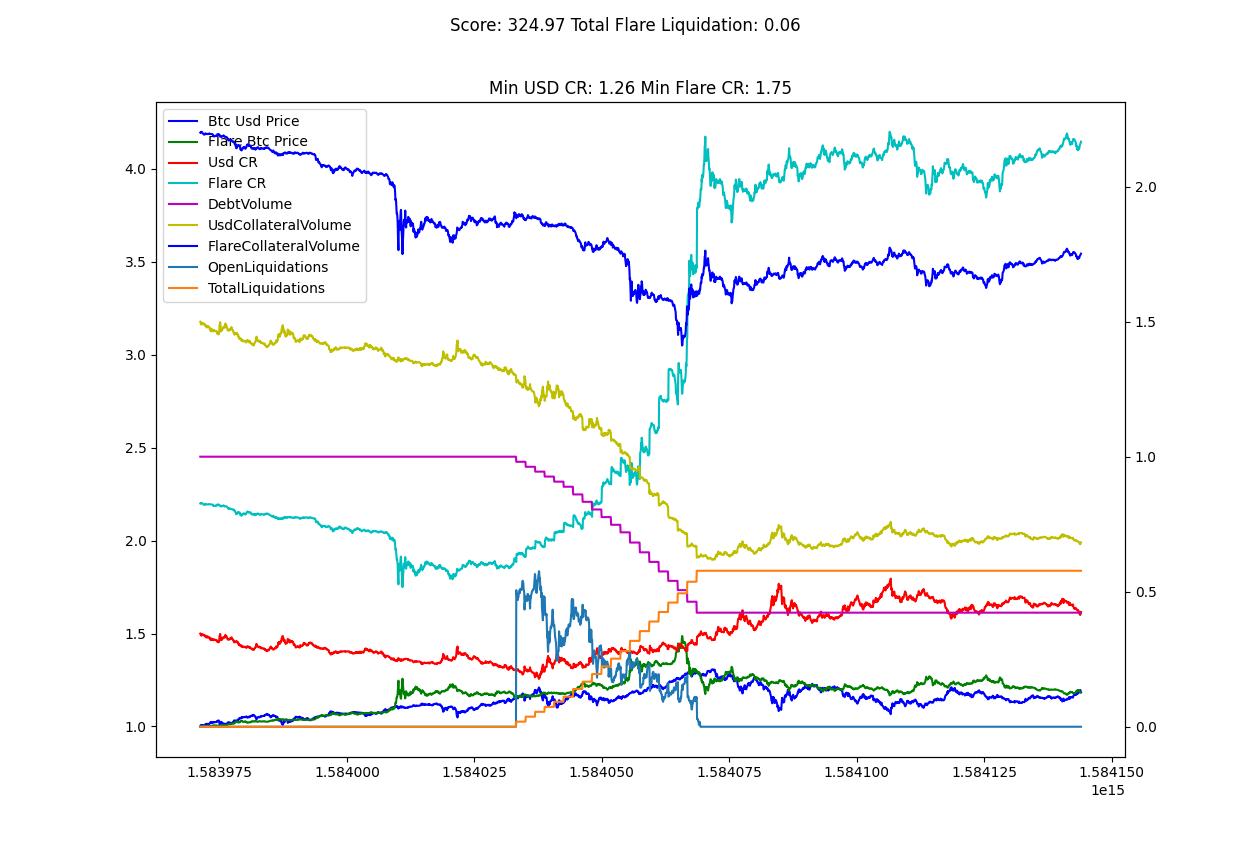 Score: 324.97 Total Flare Liquidation: 0.06
Min USD CR: 1.26 Min Flare CR: 1.75
Btc Usd Price
Flare Btc Price
Usd CR
Flare CR
DebtVolume
UsdCollateralVolume
FlareCollateralVolume
OpenLiquidations
TotalLiquidations
4.0
3.5
3.0
2.5
2.0
1.5
1.0
2.0
1.5
1.0
0.5
0.0
1.583975 1.584000 1.584025 1.584050 1.584075 1.584100 1.584125 1.584150
1e15